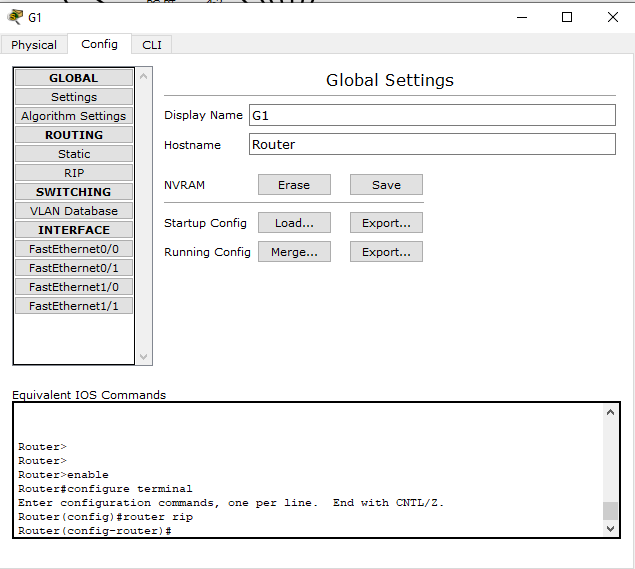 G1
Physical Config CLI
GLOBAL
Settings
Algorithm Settings
ROUTING
Static
RIP
SWITCHING
VLAN Database
INTERFACE
FastEthernet0/0
FastEthernet0/1
FastEthernet1/0
FastEthernet1/1
Global Settings
Display Name G1
Hostname Router
NVRAM Erase Save
Startup Config Load... Export...
Running Config Merge... Export...
Equivalent IOS Commands
Router>
Router>
Router>enable
Router#configure terminal
Enter configuration commands, one per line.  End with CNTL/Z.
Router(config)#router rip
Router(config-router)#